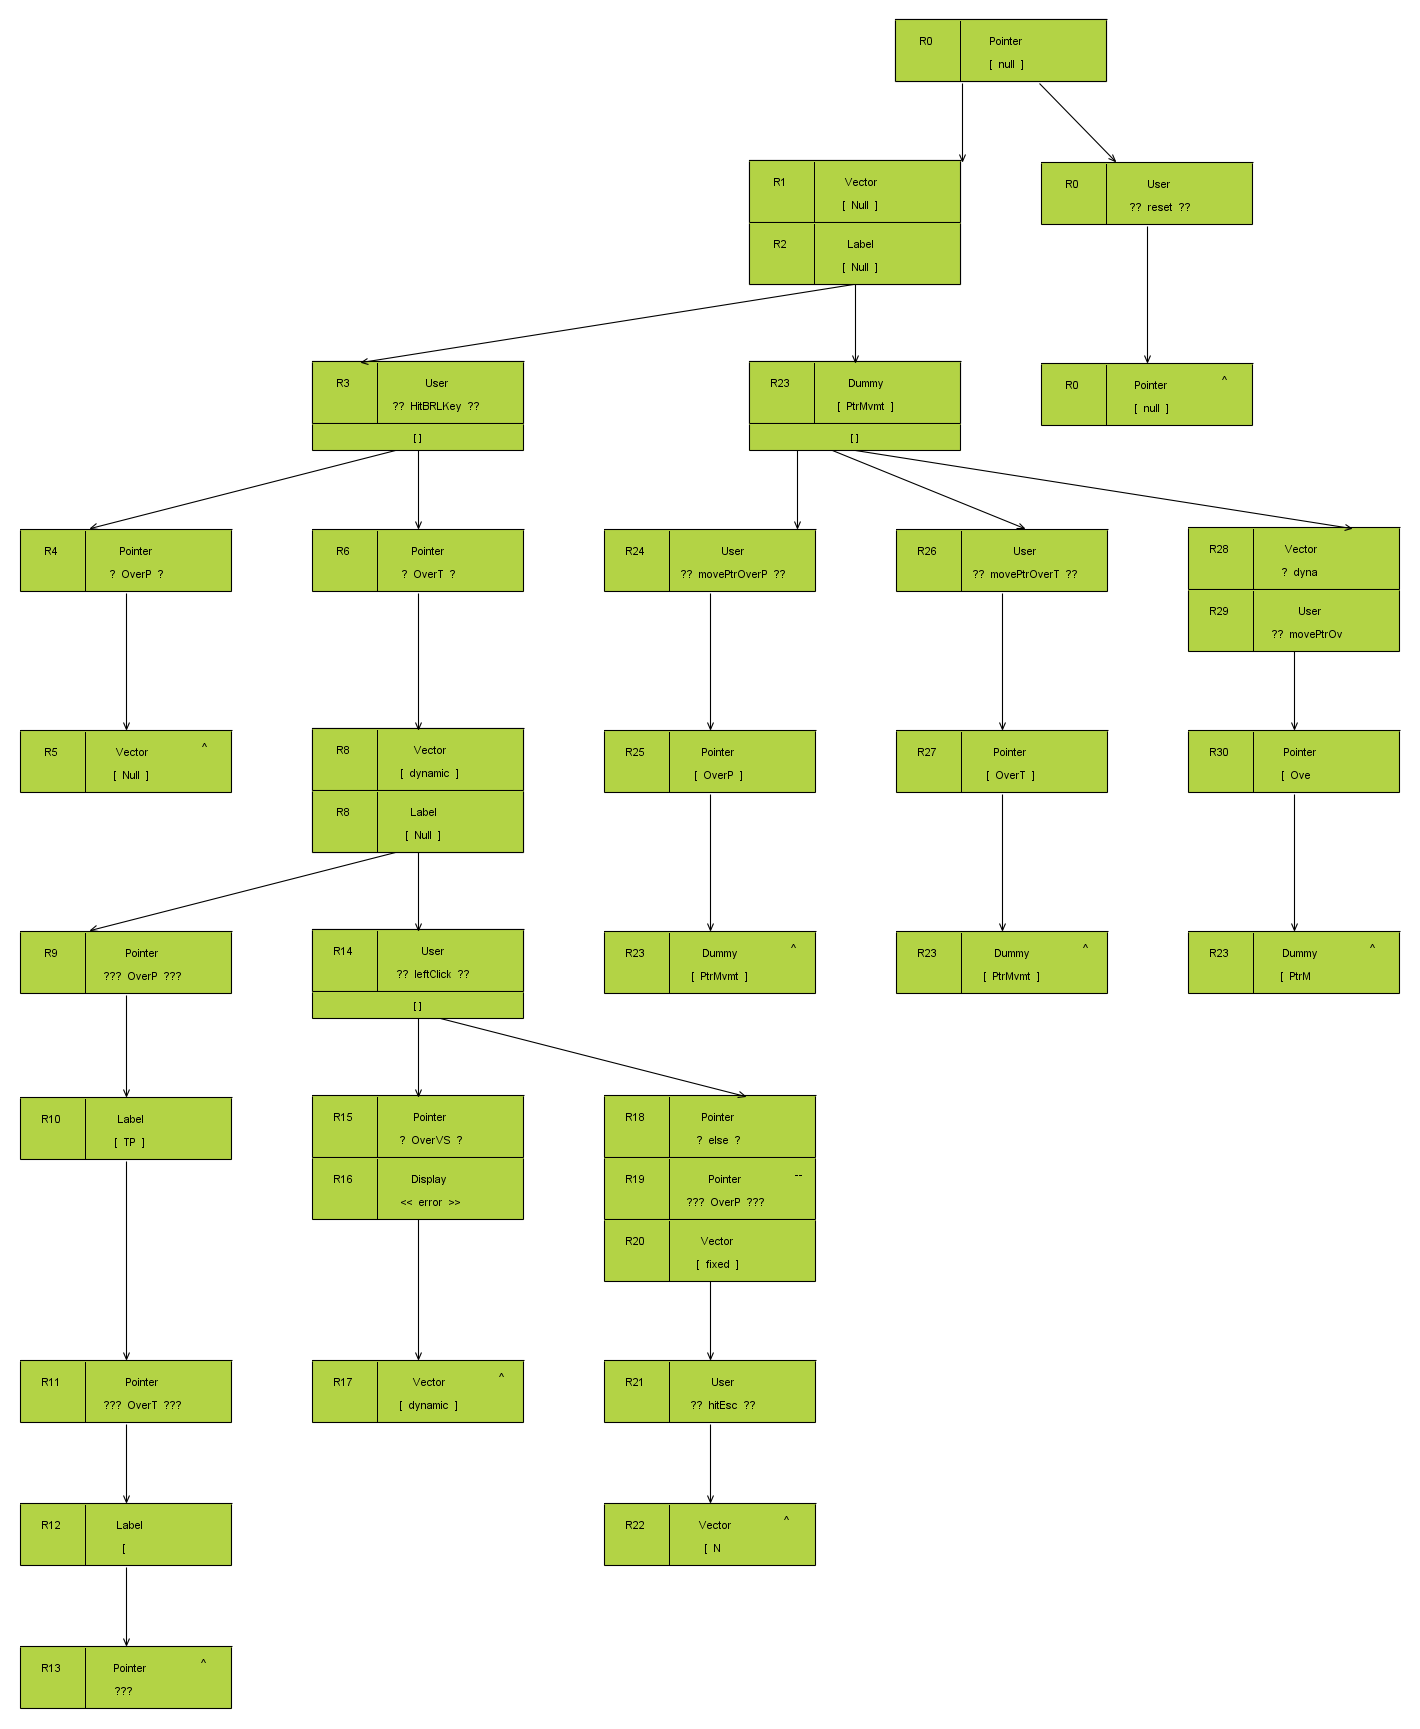 R0 Pointer
[ null ]
R1 Vector
[ Null ]
R2 Label
[ Null ]
R0 User
?? reset ??
R3 User
?? HitBRLKey ??
[]
R23 Dummy
[ PtrMvmt ]
[]
R0 Pointer ^
[ null ]
R4 Pointer
? OverP ?
R6 Pointer
? OverT ?
R24 User
?? movePtrOverP ??
R26 User
?? movePtrOverT ??
R28 Vector
? dyna
R29 User
?? movePtrOv
R5 Vector ^
[ Null ]
R8 Vector
[ dynamic ]
R8 Label
[ Null ]
R25 Pointer
[ OverP ]
R27 Pointer
[ OverT ]
R30 Pointer
[ Ove
R9 Pointer
??? OverP ???
R14 User
?? leftClick ??
[]
R23 Dummy ^
[ PtrMvmt ]
R23 Dummy ^
[ PtrMvmt ]
R23 Dummy ^
[ PtrM
R10 Label
[ TP ]
R15 Pointer
? OverVS ?
R16 Display
<< error >>
R18 Pointer
? else ?
R19 Pointer --
??? OverP ???
R20 Vector
[ fixed ]
R11 Pointer
??? OverT ???
R17 Vector ^
[ dynamic ]
R21 User
?? hitEsc ??
R12 Label
[
R22 Vector ^
[ N
R13 Pointer ^
???